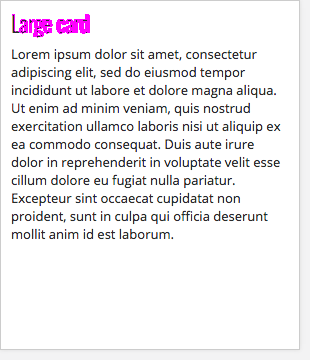 Large card
Lorem ipsum dolor sit amet, consectetur
adipiscing elit, sed do eiusmod tempor
incididunt ut labore et dolore magna aliqua.
Ut enim ad minim veniam, quis nostrud
exercitation ullamco laboris nisi ut aliquip ex
ea commodo consequat. Duis aute irure
dolor in reprehenderit in voluptate velit esse
cillum dolore eu fugiat nulla pariatur.
Excepteur sint occaecat cupidatat non
proident, sunt in culpa qui officia deserunt
mollit anim id est laborum.